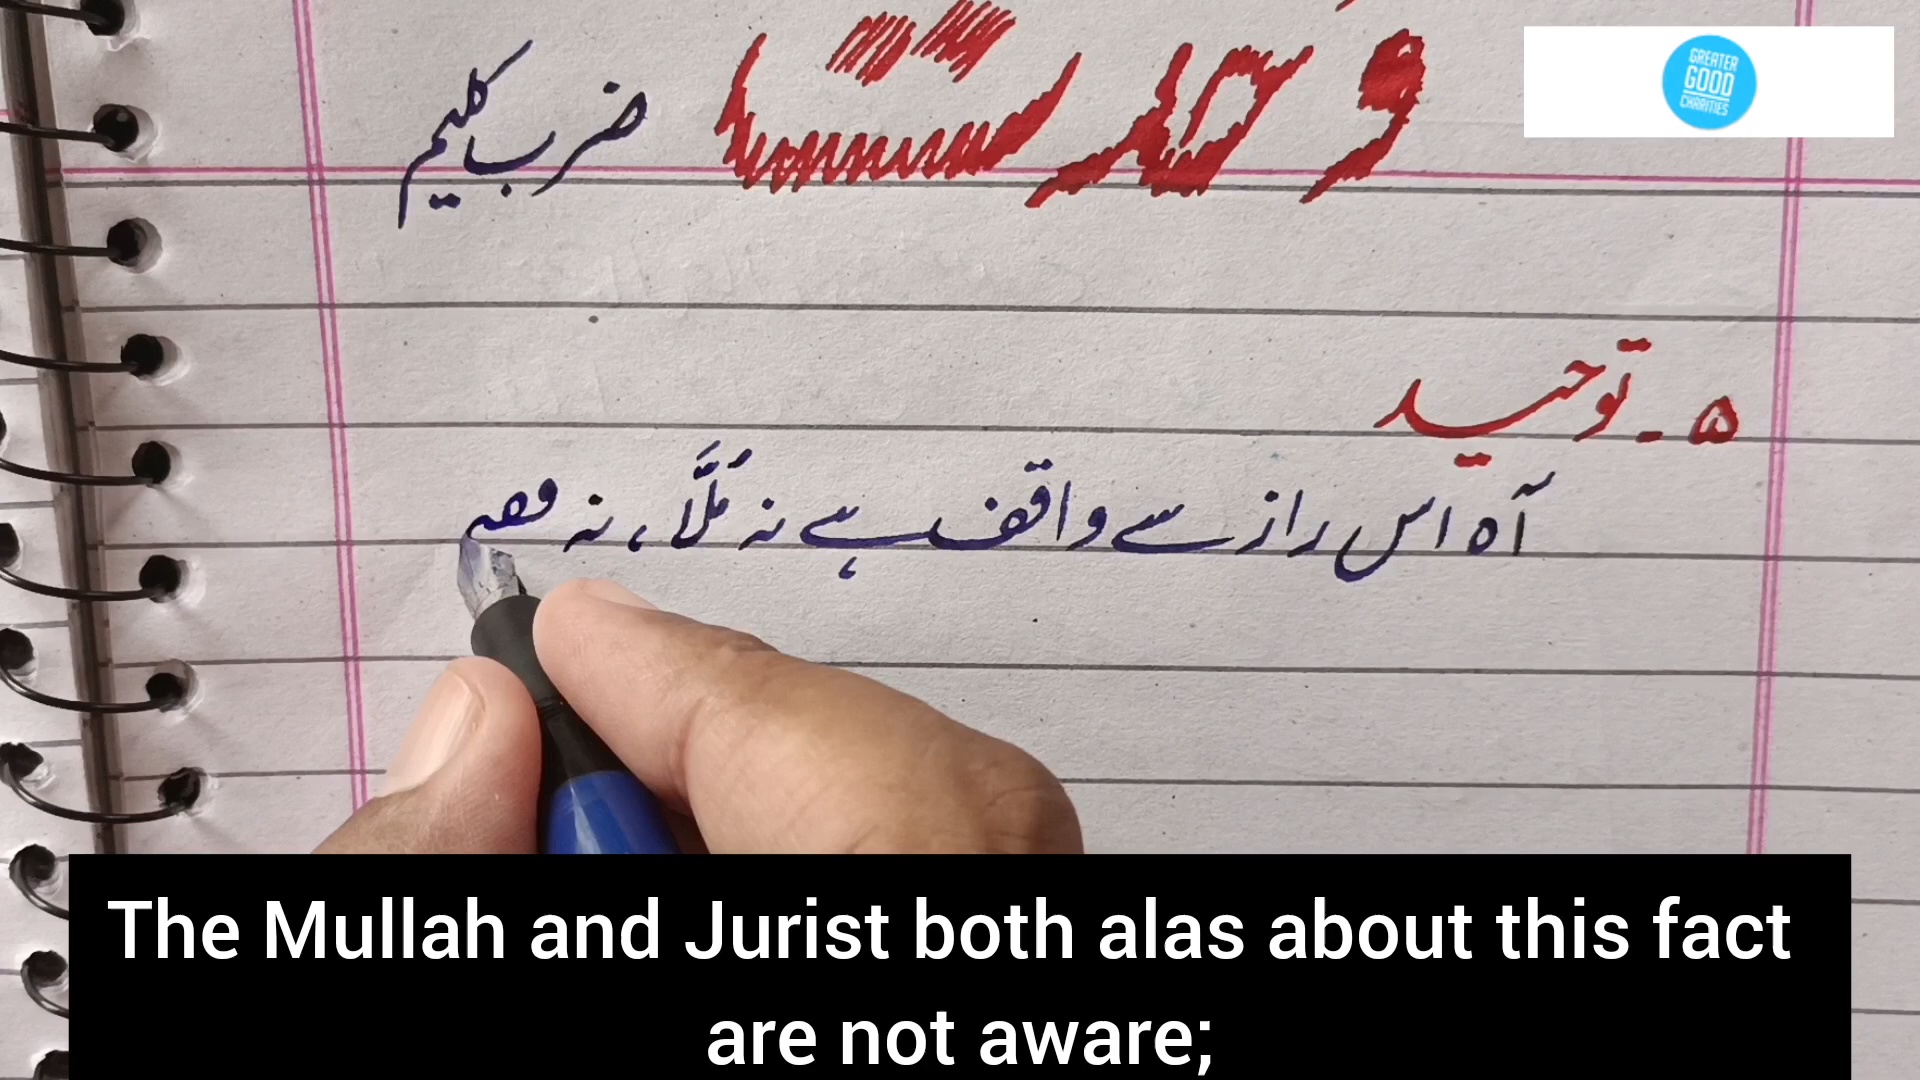 وحدت
ضرب کلیم
GREATER
GOOD
CHARITIES
۵ ـ توحید
آہ اس راز سے واقف ہے نہ مُلّا، نہ
The Mullah and Jurist both alas about this fact
are not aware;